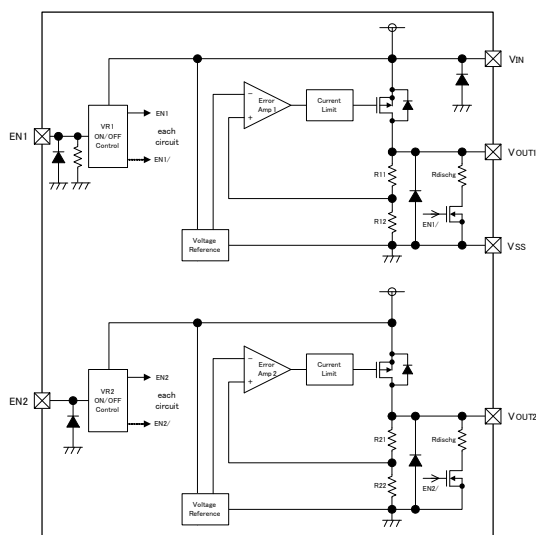 VIN
EN1
VR1
ON/OFF
Control
EN1
each
circuit
EN1/
−
+
Error
Amp 1
Current
Limit
VOUT1
R11
Rdischg
R12
EN1/
Voltage
Reference
VSS
EN2
VR2
ON/OFF
Control
EN2
each
circuit
EN2/
−
+
Error
Amp 2
Current
Limit
VOUT2
R21
Rdischg
R22
EN2/
Voltage
Reference